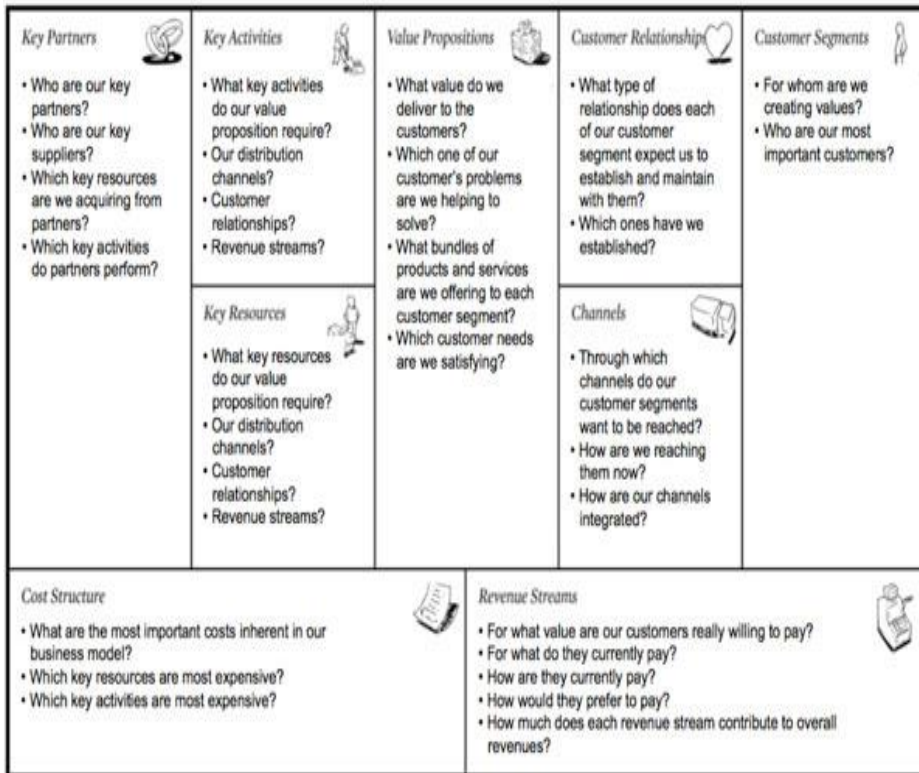 Key Partners
• Who are our key
partners?
• Who are our key
suppliers?
• Which key resources
are we acquiring from
partners?
• Which key activities
do partners perform?
Key Activities
• What key activities
do our value
proposition require?
• Our distribution
channels?
• Customer
relationships?
• Revenue streams?
Key Resources
• What key resources
do our value
proposition require?
• Our distribution
channels?
• Customer
relationships?
• Revenue streams?
Value Propositions
• What value do we
deliver to the
customers?
• Which one of our
customer's problems
are we helping to
solve?
• What bundles of
products and services
are we offering to each
customer segment?
• Which customer needs
are we satisfying?
Customer Relationship
• What type of
relationship does each
of our customer
segment expect us to
establish and maintain
with them?
• Which ones have we
established?
Channels
• Through which
channels do our
customer segments
want to be reached?
• How are we reaching
them now?
• How are our channels
integrated?
Customer Segments
• For whom are we
creating values?
• Who are our most
important customers?
Cost Structure
• What are the most important costs inherent in our
business model?
• Which key resources are most expensive?
• Which key activities are most expensive?
Revenue Streams
• For what value are our customers really willing to pay?
• For what do they currently pay?
• How are they currently pay?
• How would they prefer to pay?
• How much does each revenue stream contribute to overall
revenues?